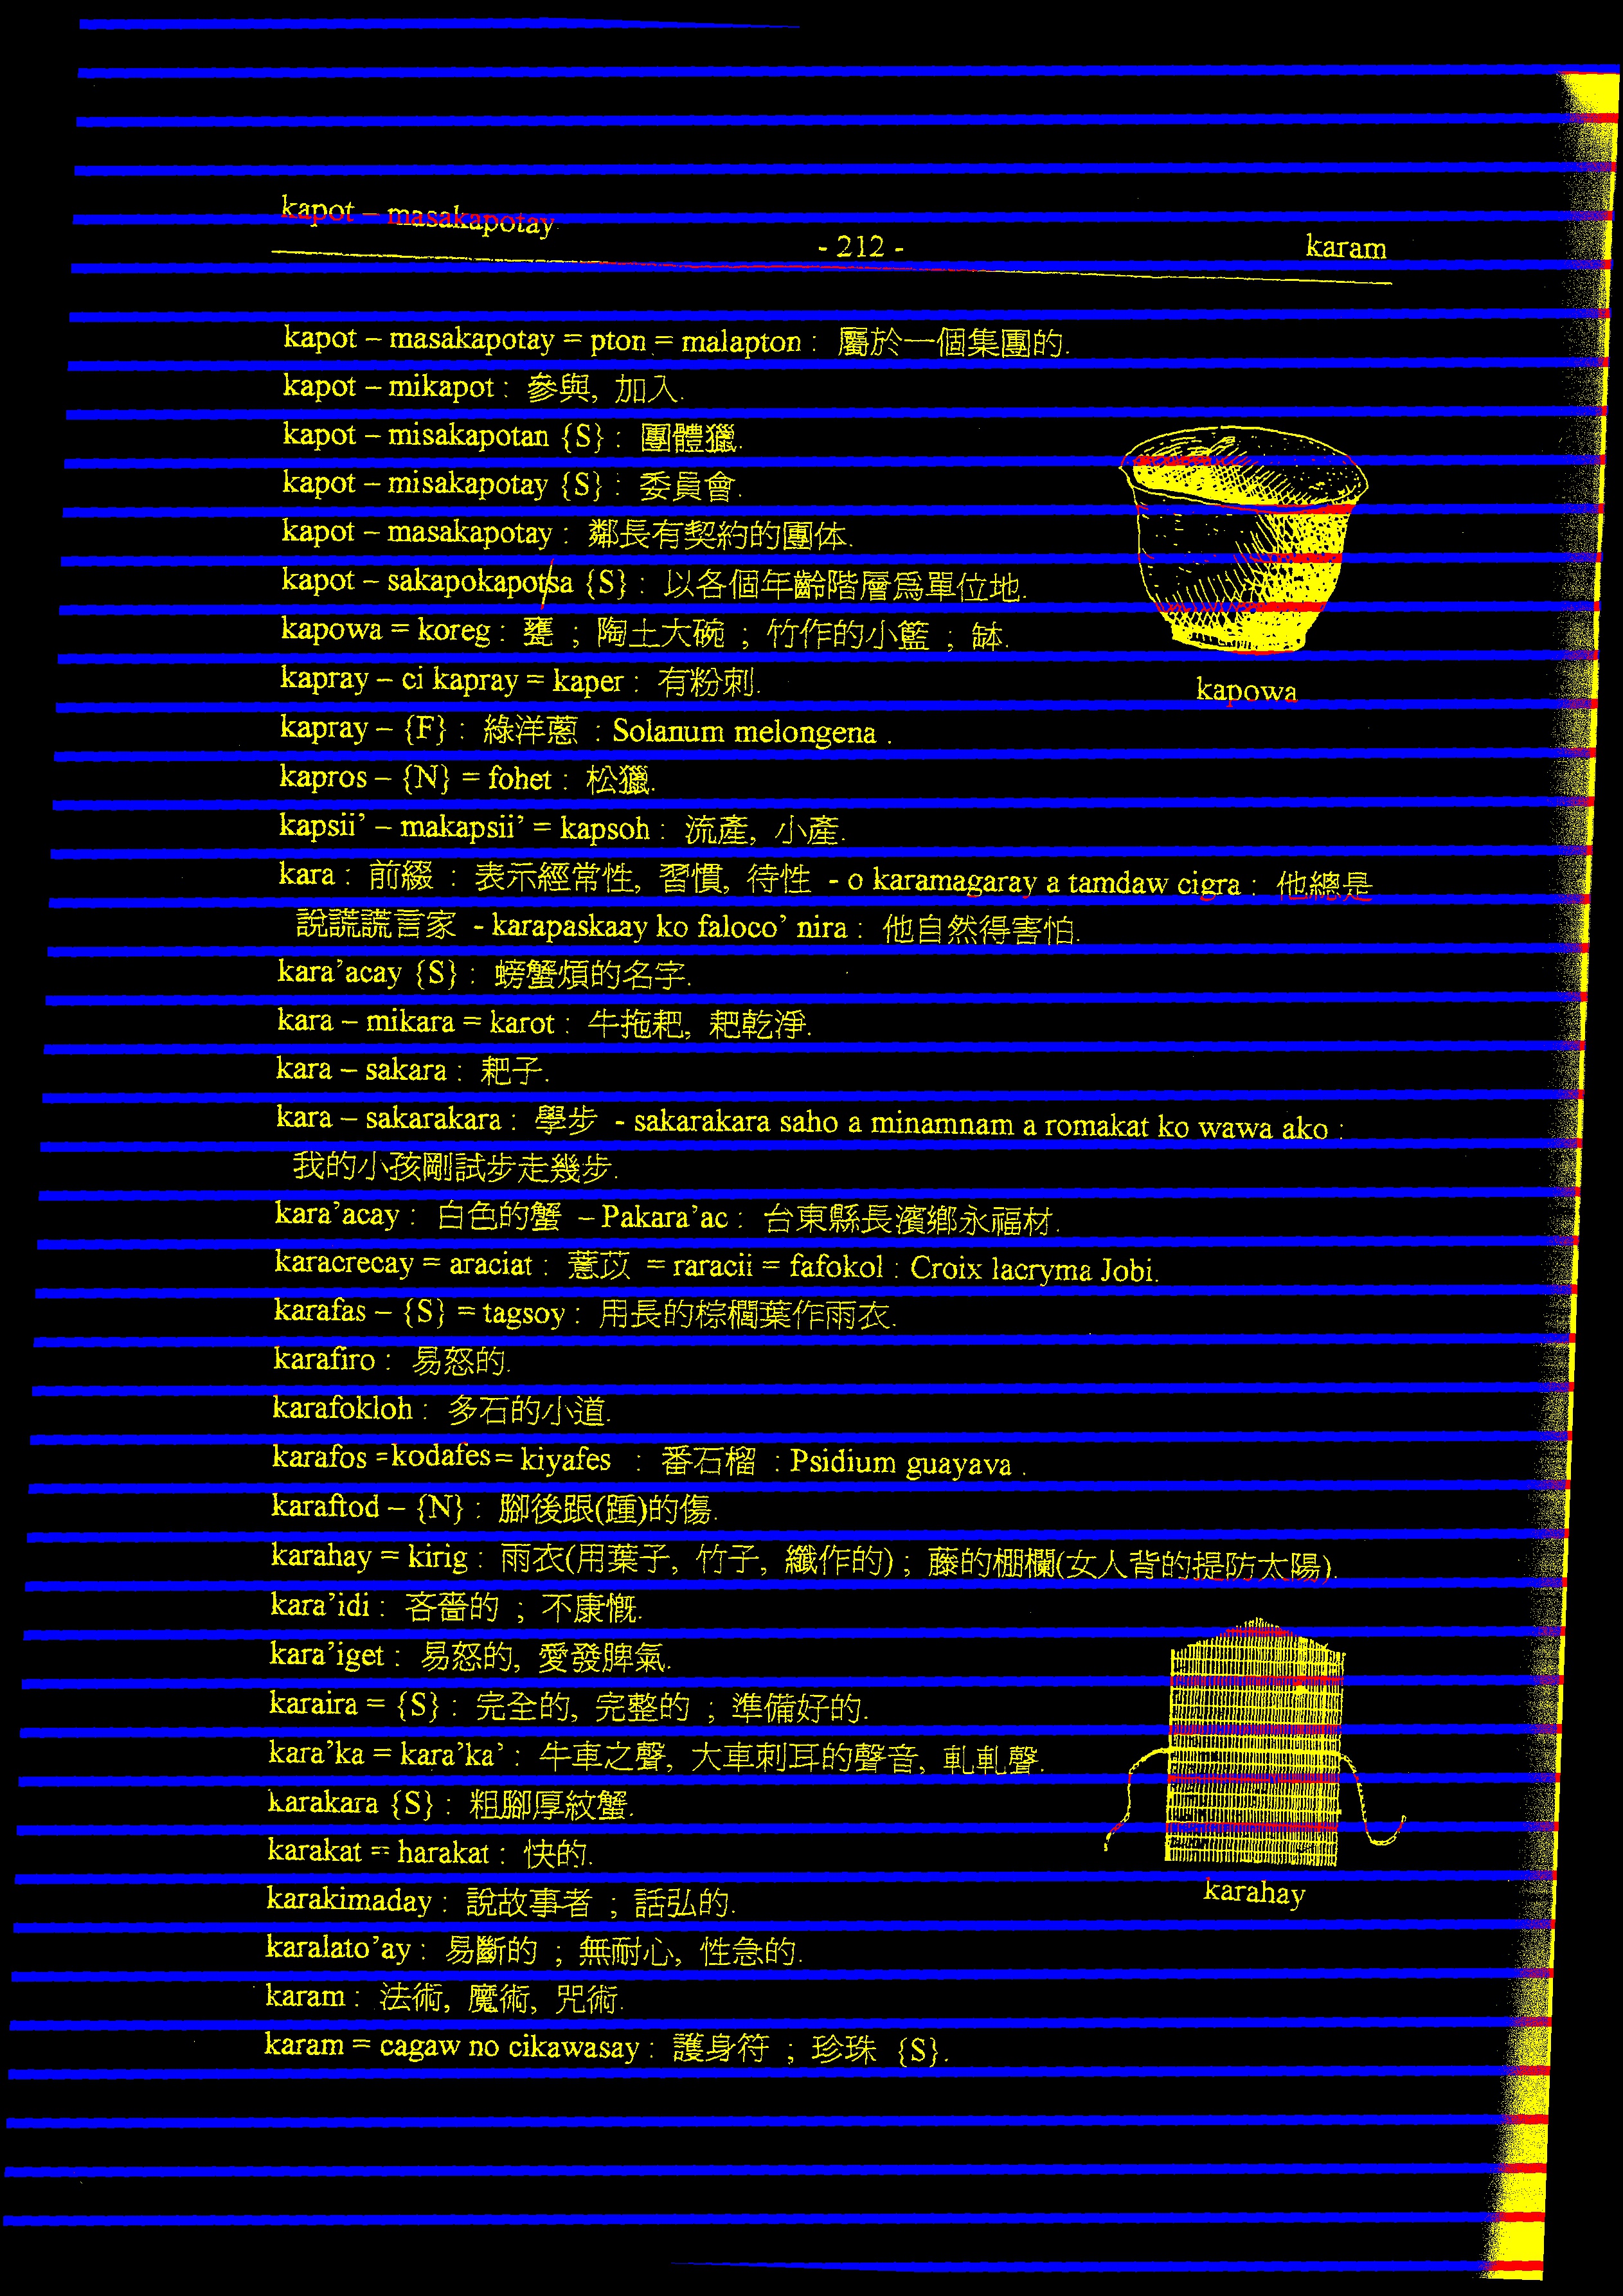 kapot – masakapotay - 212 - karam
kapot – masakapotay = pton = malapton : 屬於一個集團的.
kapot – mikapot : 參與, 加入.
kapot – misakapotan {S} : 團體獵.
kapot – misakapotay {S} : 委員會.
kapot – masakapotay : 鄰長有契約的團体.
kapot – sakapokapotsa {S} : 以各個年齡階層爲單位地.
kapowa = koreg : 甕 ; 陶土大碗 ; 竹作的小籃 ; 缽.
kapray – ci kapray = kaper : 有粉刺.
kapowa
kapray – {F} : 綠洋蔥 : Solanum melongena .
kapros – {N} = fohet : 松獵.
kapsii’ – makapsii’ = kapsoh : 流產, 小產.
kara : 前綴 : 表示經常性, 習慣, 待性 - o karamagaray a tamdaw cigra : 他總是
說謊謊言家 - karapaskaay ko faloco’ nira : 他自然得害怕.
kara’acay {S} : 螃蟹煩的名字.
kara – mikara = karot : 牛拖耙, 耙乾淨.
kara – sakara : 耙子.
kara – sakarakara : 學步 - sakarakara saho a minamnam a romakat ko wawa ako :
我的小孩剛試步走幾步.
kara’acay : 白色的蟹 – Pakara’ac : 台東縣長濱鄉永福材.
karacrecay = araciat : 薏苡 = raracii = fafokol : Croix lacryma Jobi.
karafas – {S} = tagsoy : 用長的棕櫚葉作雨衣.
karafiro : 易怒的.
karafokloh : 多石的小道.
karafos =kodafes= kiyafes : 番石榴 : Psidium guayava .
karaftod – {N} : 腳後跟(踵)的傷.
karahay = kirig : 雨衣(用葉子, 竹子, 纖作的) ; 藤的棚欄(女人背的提防太陽).
kara’idi : 吝嗇的 ; 不康慨.
kara’iget : 易怒的, 愛發脾氣.
karaira = {S} : 完全的, 完整的 ; 準備好的.
kara’ka = kara’ka’ : 牛車之聲, 大車刺耳的聲音, 軋軋聲.
karakara {S} : 粗腳厚紋蟹.
karakat = harakat : 快的.
karahay
karakimaday : 說故事者 ; 話弘的.
karalato’ay : 易斷的 ; 無耐心, 性急的.
karam : 法術, 魔術, 咒術.
karam = cagaw no cikawasay : 護身符 ; 珍珠 {S}.